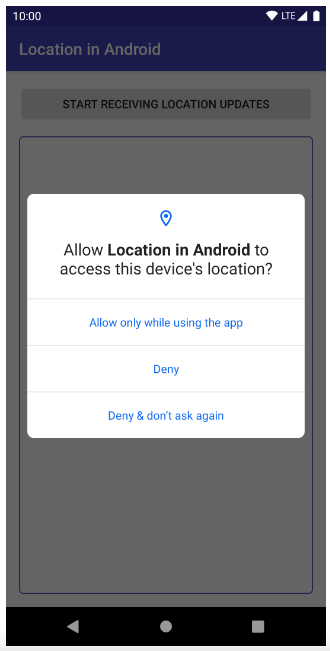 10:00 LTE
Location in Android
START RECEIVING LOCATION UPDATES
Allow Location in Android to
access this device's location?
Allow only while using the app
Deny
Deny & don't ask again